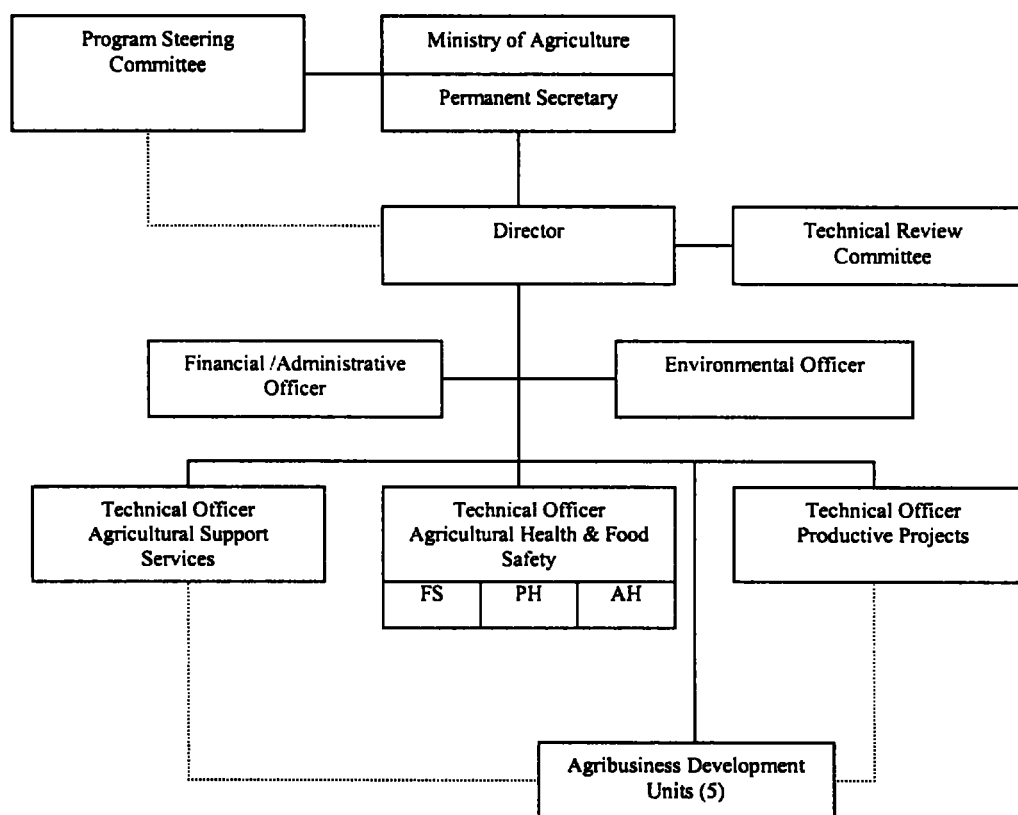 Program Steering
Committee
Ministry of Agriculture
Permanent Secretary
Director
Technical Review
Committee
Financial /Administrative
Officer
Environmental Officer
Technical Officer
Agricultural Support
Services
Technical Officer
Agricultural Health & Food
Safety
FS
PH
AH
Technical Officer
Productive Projects
Agribusiness Development
Units (5)